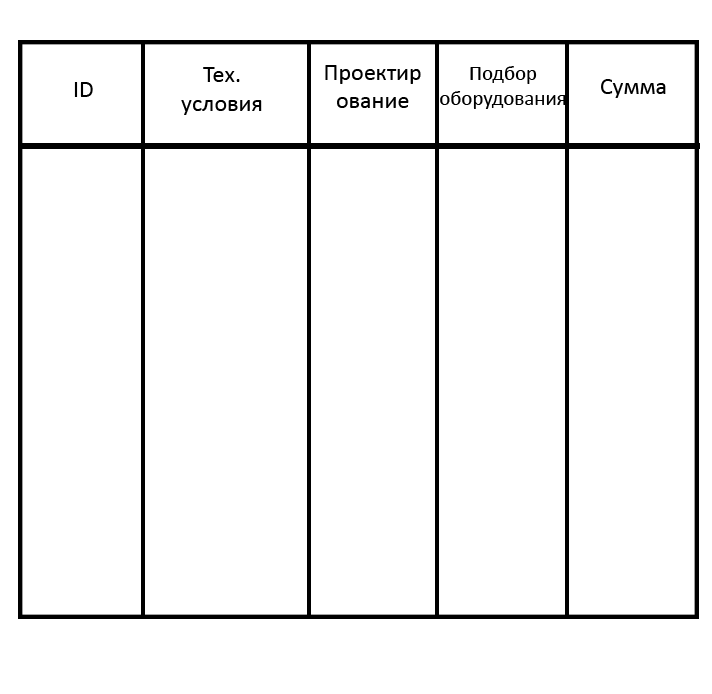 ID
Тех.
условия
Проектир
ование
Подбор
оборудования
Сумма